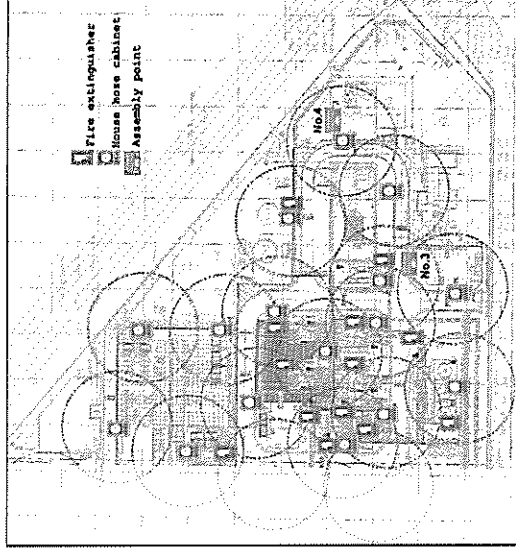 Fire extinguisher
House hose cabinet
Assembly point
No.4
No.3